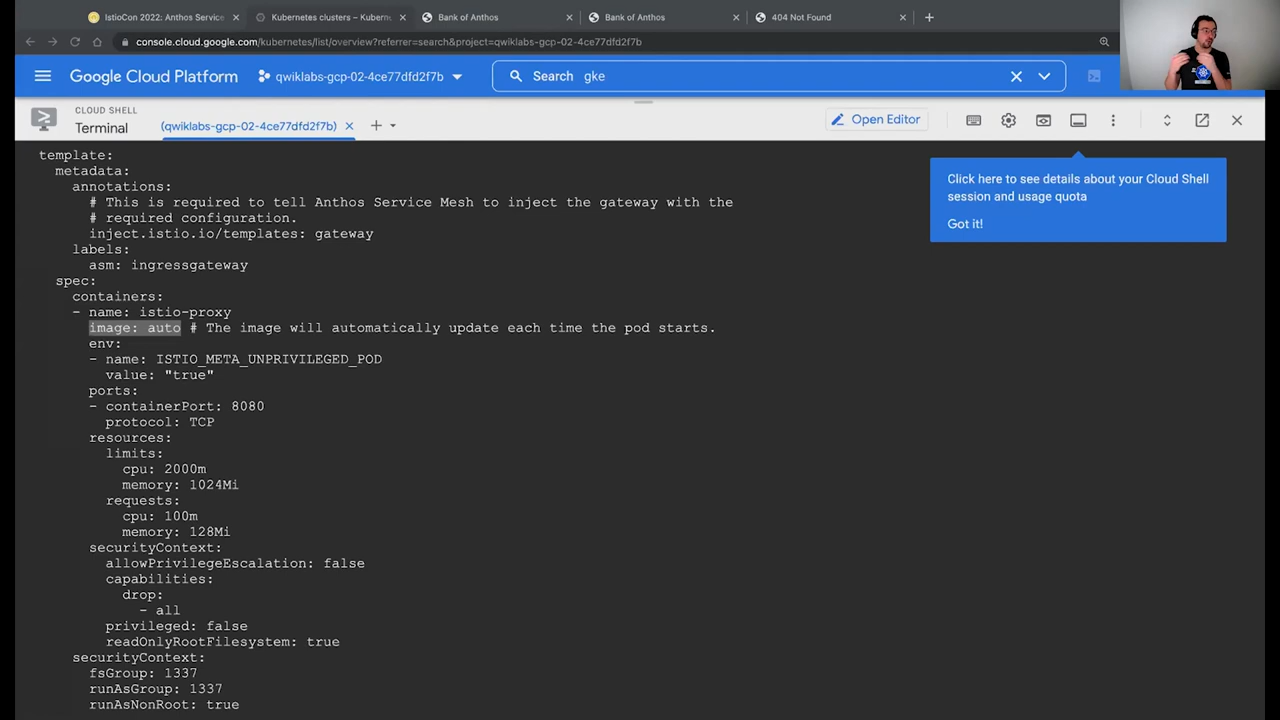 IstioCon 2022: Anthos Service
Kubernetes clusters – Kubern
Bank of Anthos
Bank of Anthos
404 Not Found
console.cloud.google.com/kubernetes/list/overview?referrer=search&project=qwiklabs-gcp-02-4ce77dfd2f7b
Google Cloud Platform
qwiklabs-gcp-02-4ce77dfd2f7b
Search gke
CLOUD SHELL
Terminal
(qwiklabs-gcp-02-4ce77dfd2f7b)
Open Editor
Click here to see details about your Cloud Shell
session and usage quota
Got it!
template:
metadata:
annotations:
# This is required to tell Anthos Service Mesh to inject the gateway with the
# required configuration.
inject.istio.io/templates: gateway
labels:
asm: ingressgateway
spec:
containers:
- name: istio-proxy
image: auto # The image will automatically update each time the pod starts.
env:
- name: ISTIO_META_UNPRIVILEGED_POD
value: "true"
ports:
- containerPort: 8080
protocol: TCP
resources:
limits:
cpu: 2000m
memory: 1024Mi
requests:
cpu: 100m
memory: 128Mi
securityContext:
allowPrivilegeEscalation: false
capabilities:
drop:
- all
privileged: false
readOnlyRootFilesystem: true
securityContext:
fsGroup: 1337
runAsGroup: 1337
runAsNonRoot: true